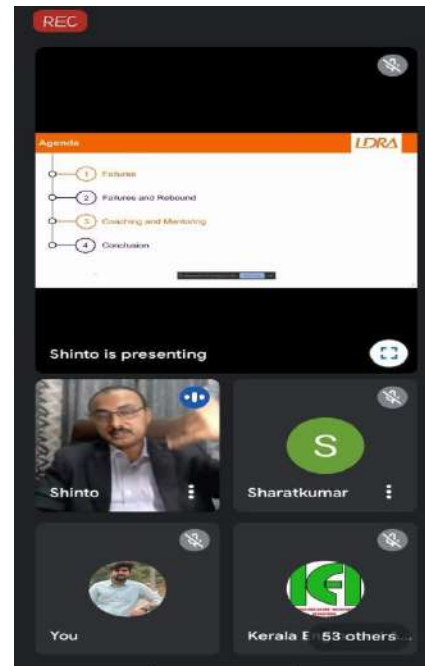 REC
Agenda
LDRA
1 Failures
2 Failures and Rebound
3 Coaching and Mentoring
4 Conclusion
Shinto is presenting
Shinto
S
Sharatkumar
You
KEI
Kerala E
53 others